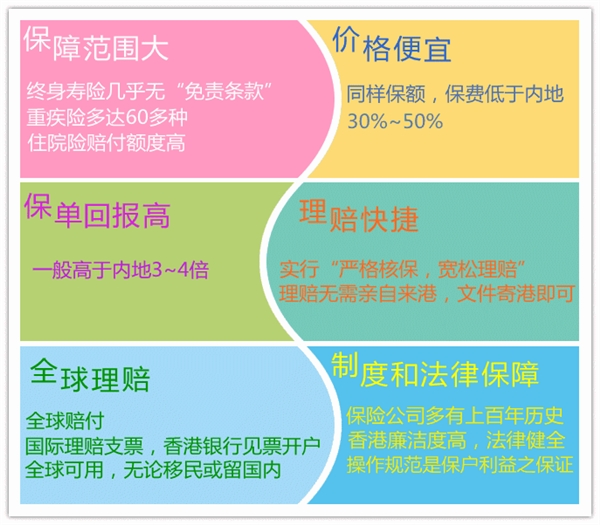 保障范围大
终身寿险几乎无“免责条款”
重疾险多达60多种
住院险赔付额度高
价格便宜
同样保额，保费低于内地
30%~50%
保单回报高
一般高于内地3~4倍
理赔快捷
实行“严格核保，宽松理赔”
理赔无需亲自来港，文件寄港即可
全球理赔
全球赔付
国际理赔支票，香港银行见票开户
全球可用，无论移民或留国内
制度和法律保障
保险公司多有上百年历史
香港廉洁度高，法律健全
操作规范是保户利益之保证